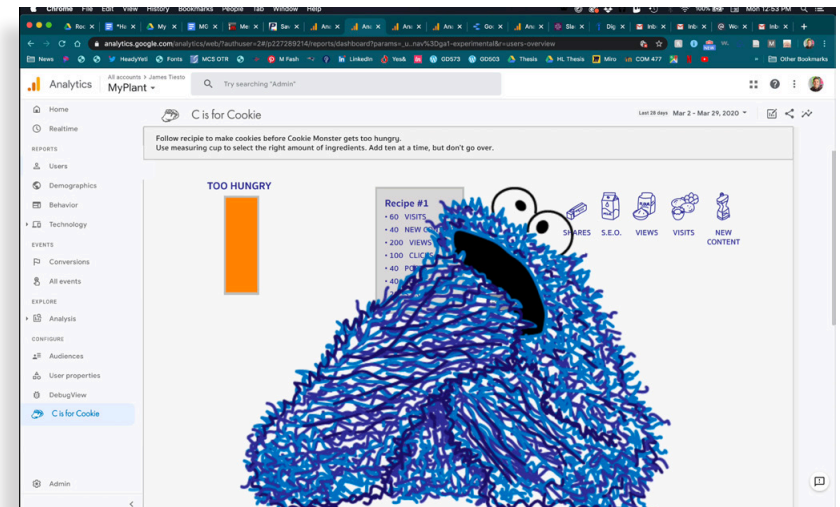 Chrome File Edit View History Bookmarks People Tab Window Help
100% Mon 12:53 PM
analytics.google.com/analytics/web/?authuser=2#/p227289214/reports/dashboard?params=_u..nav%3Dga1-experimental&r=users-overview
News Fonts MCS OTR M Fash LinkedIn Yes& GD573 GD503 Thesis HL Thesis Miro COM 477 Other Bookmarks
Analytics
All accounts > James Tiesto
MyPlant
Try searching "Admin"
Home
C is for Cookie
Last 28 days Mar 2 - Mar 29, 2020
Realtime
Follow recipie to make cookies before Cookie Monster gets too hungry.
Use measuring cup to select the right amount of ingredients. Add ten at a time, but don't go over.
REPORTS
Users
Demographics
Behavior
Technology
EVENTS
Conversions
All events
EXPLORE
Analysis
CONFIGURE
Audiences
User properties
DebugView
C is for Cookie
Admin
TOO HUNGRY
Recipe #1
• 60 VISITS
• 40 NEW
• 200 VIEWS
• 100 CLICKS
• 40
• 40
SHARES
S.E.O.
VIEWS
VISITS
NEW
CONTENT